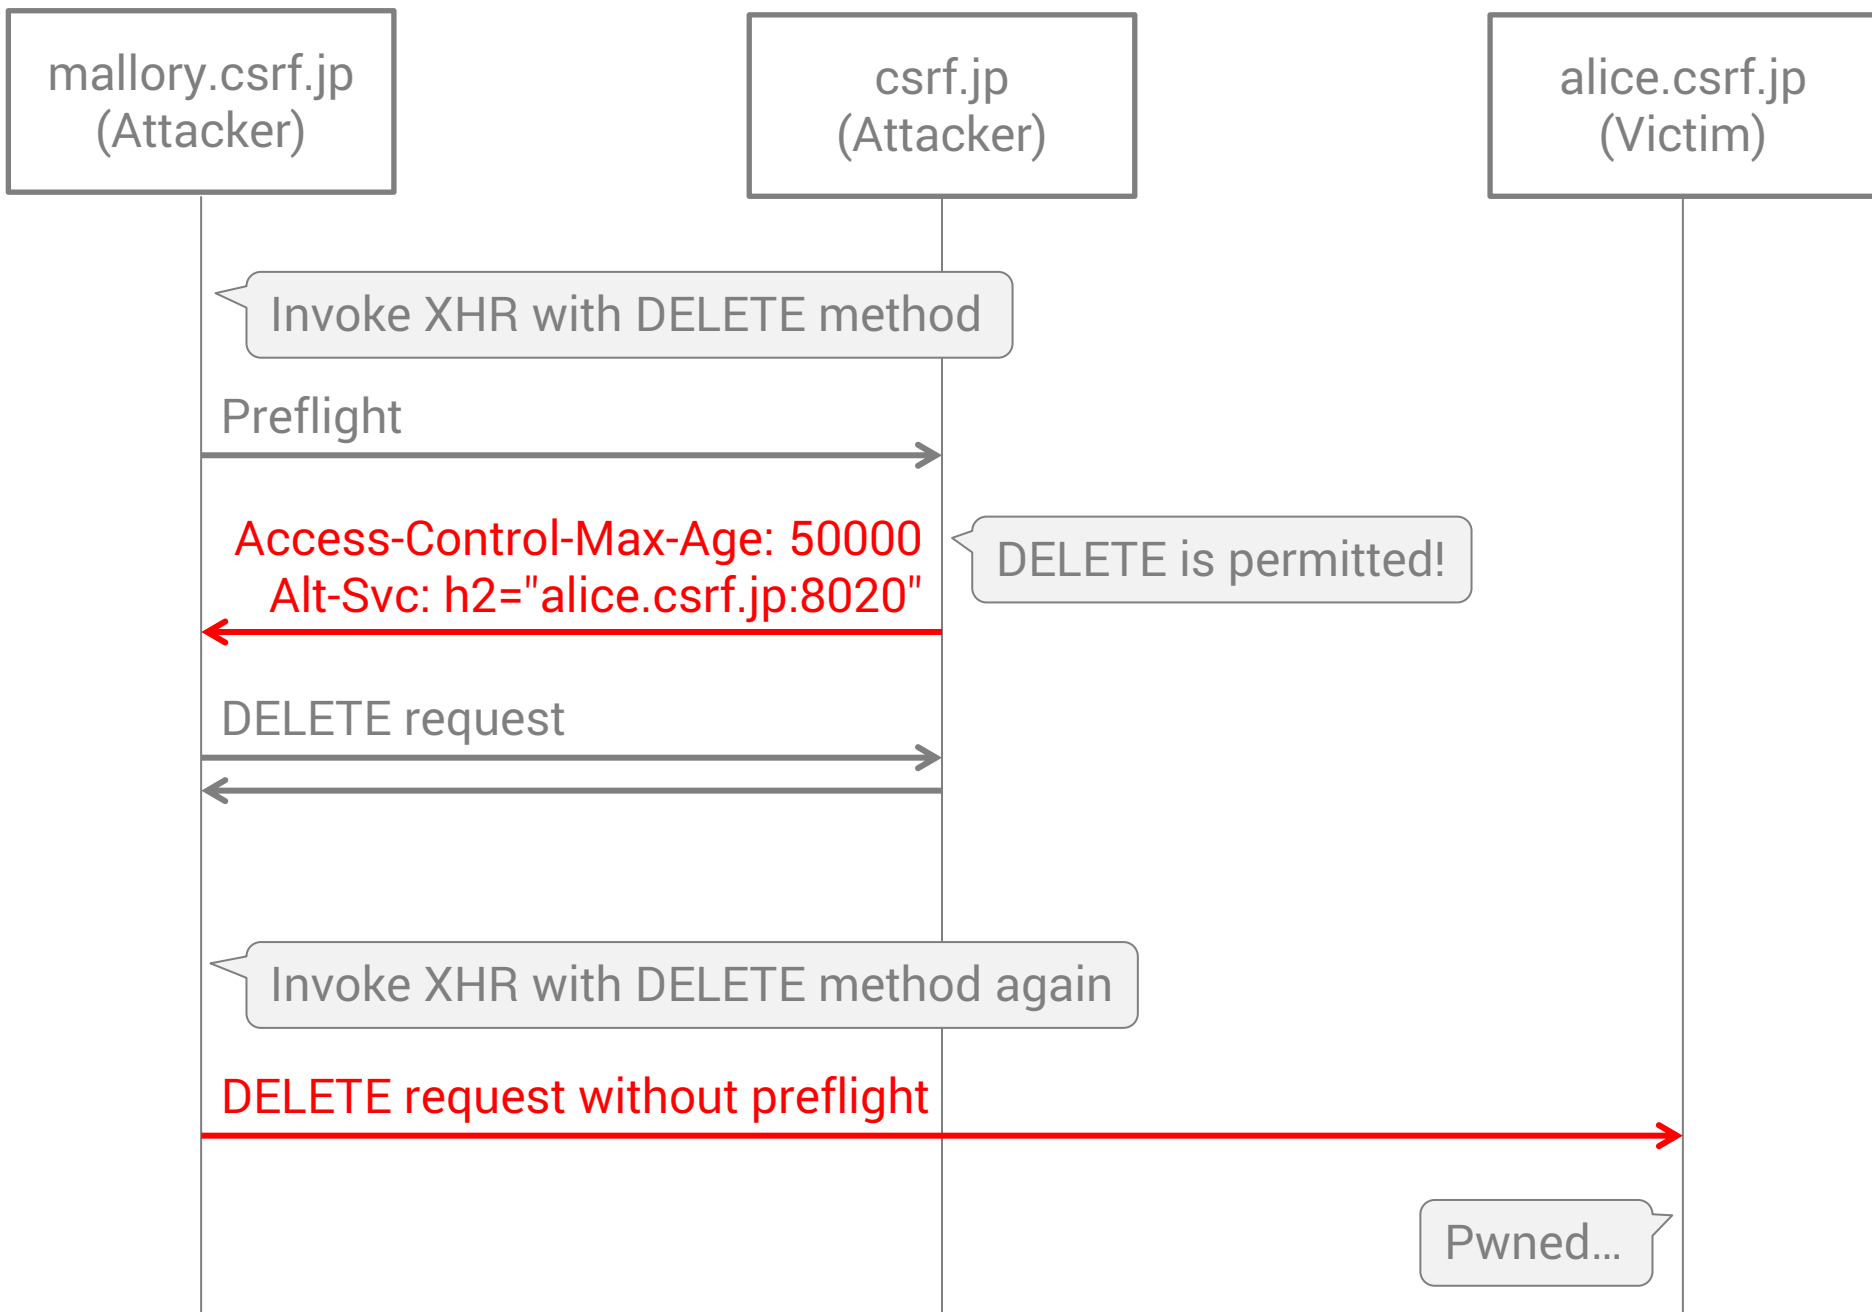 mallory.csrf.jp
(Attacker)
csrf.jp
(Attacker)
alice.csrf.jp
(Victim)
Invoke XHR with DELETE method
Preflight
Access-Control-Max-Age: 50000
Alt-Svc: h2="alice.csrf.jp:8020"
DELETE is permitted!
DELETE request
Invoke XHR with DELETE method again
DELETE request without preflight
Pwned...